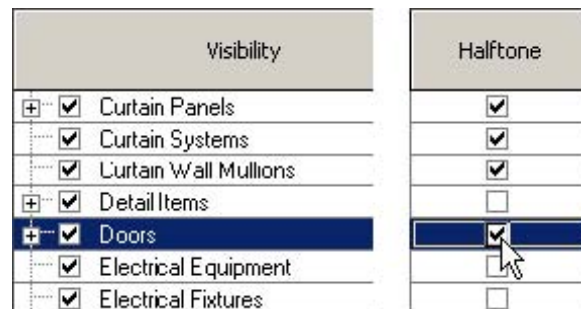 Visibility Halftone
Curtain Panels
Curtain Systems
Curtain Wall Mullions
Detail Items
Doors
Electrical Equipment
Electrical Fixtures